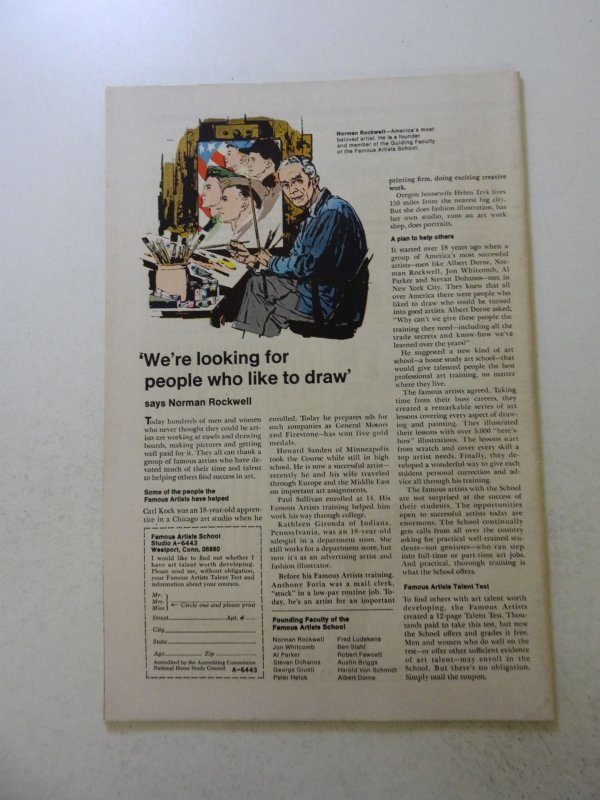 Norman Rockwell—America's most
beloved artist. He is a founder
and member of the Guiding Faculty
of the Famous Artists School.
'We're looking for
people who like to draw'
says Norman Rockwell
Today hundreds of men and women
who never thought they could be art-
ists are working at easels and drawing
boards, making pictures and getting
well paid for it. They all can thank a
group of famous artists who have de-
voted much of their time and talent
to helping others find success in art.
Some of the people the
Famous Artists have helped
Carl Kock was an 18-year-old appren-
tice in a Chicago art studio when he
enrolled. Today he prepares ads for
such companies as General Motors
and Firestone—has won five gold
medals.
Howard Sanden of Minneapolis
took the Course while still in high
school. He is now a successful artist—
recently he and his wife traveled
through Europe and the Middle East
on important art assignments.
Paul Sullivan enrolled at 14. His
Famous Artists training helped him
work his way through college.
Kathleen Gironda of Indiana,
Pennsylvania, was an 18-year-old
salesgirl in a department store. She
still works for a department store, but
now it's as an advertising artist and
fashion illustrator.
Before his Famous Artists training,
Anthony Fotia was a mail clerk,
"stuck" in a low-pay routine job. To-
day, he's an artist for an important
printing firm, doing exciting creative
work.
Oregon housewife Helen Tryk lives
150 miles from the nearest big city.
But she does fashion illustration, has
her own studio, runs an art work
shop, does portraits.
A plan to help others
It started over 18 years ago when a
group of America's most successful
artists—men like Albert Dorne, Nor-
man Rockwell, Jon Whitcomb, Al
Parker and Stevan Dohanos—met in
New York City. They knew that all
over America there were people who
liked to draw who could be turned
into good artists. Albert Dorne asked,
"Why can't we give these people the
training they need—including all the
trade secrets and know-how we've
learned over the years?"
He suggested a new kind of art
school—a home study art school—that
would give talented people the best
professional art training, no matter
where they live.
The famous artists agreed. Taking
time from their busy careers, they
created a remarkable series of art
lessons covering every aspect of draw-
ing and painting. They illustrated
their lessons with over 5,000 "here's-
how" illustrations. The lessons start
from scratch and cover every skill a
top artist needs. Finally, they de-
veloped a wonderful way to give each
student personal correction and ad-
vice all through his training.
The famous artists with the School
are not surprised at the success of
their students. The opportunities
open to successful artists today are
enormous. The School continually
gets calls from all over the country
asking for practical well-trained stu-
dents—not geniuses—who can step
into full-time or part-time art jobs.
And practical, thorough training is
what the School offers.
Famous Artists Talent Test
To find others with art talent worth
developing, the Famous Artists
created a 12-page Talent Test. Thou-
sands paid to take this test, but now
the School offers and grades it free.
Men and women who do well on the
test—or offer other sufficient evidence
of art talent—may enroll in the
School. But there's no obligation.
Simply mail the coupon.
Famous Artists School
Studio A-6443
Westport, Conn. 06880
I would like to find out whether I
have art talent worth developing.
Please send me, without obligation,
your Famous Artists Talent Test and
information about your courses.
Mr.
Mrs.
Miss
← Circle one and please print
Street Apt. #
City
State
Age Zip
Accredited by the Accrediting Commission
National Home Study Council A-6443
Founding Faculty of the
Famous Artists School
Norman Rockwell
Jon Whitcomb
Al Parker
Stevan Dohanos
George Giusti
Peter Helck
Fred Ludekens
Ben Stahl
Robert Fawcett
Austin Briggs
Harold Von Schmidt
Albert Dorne